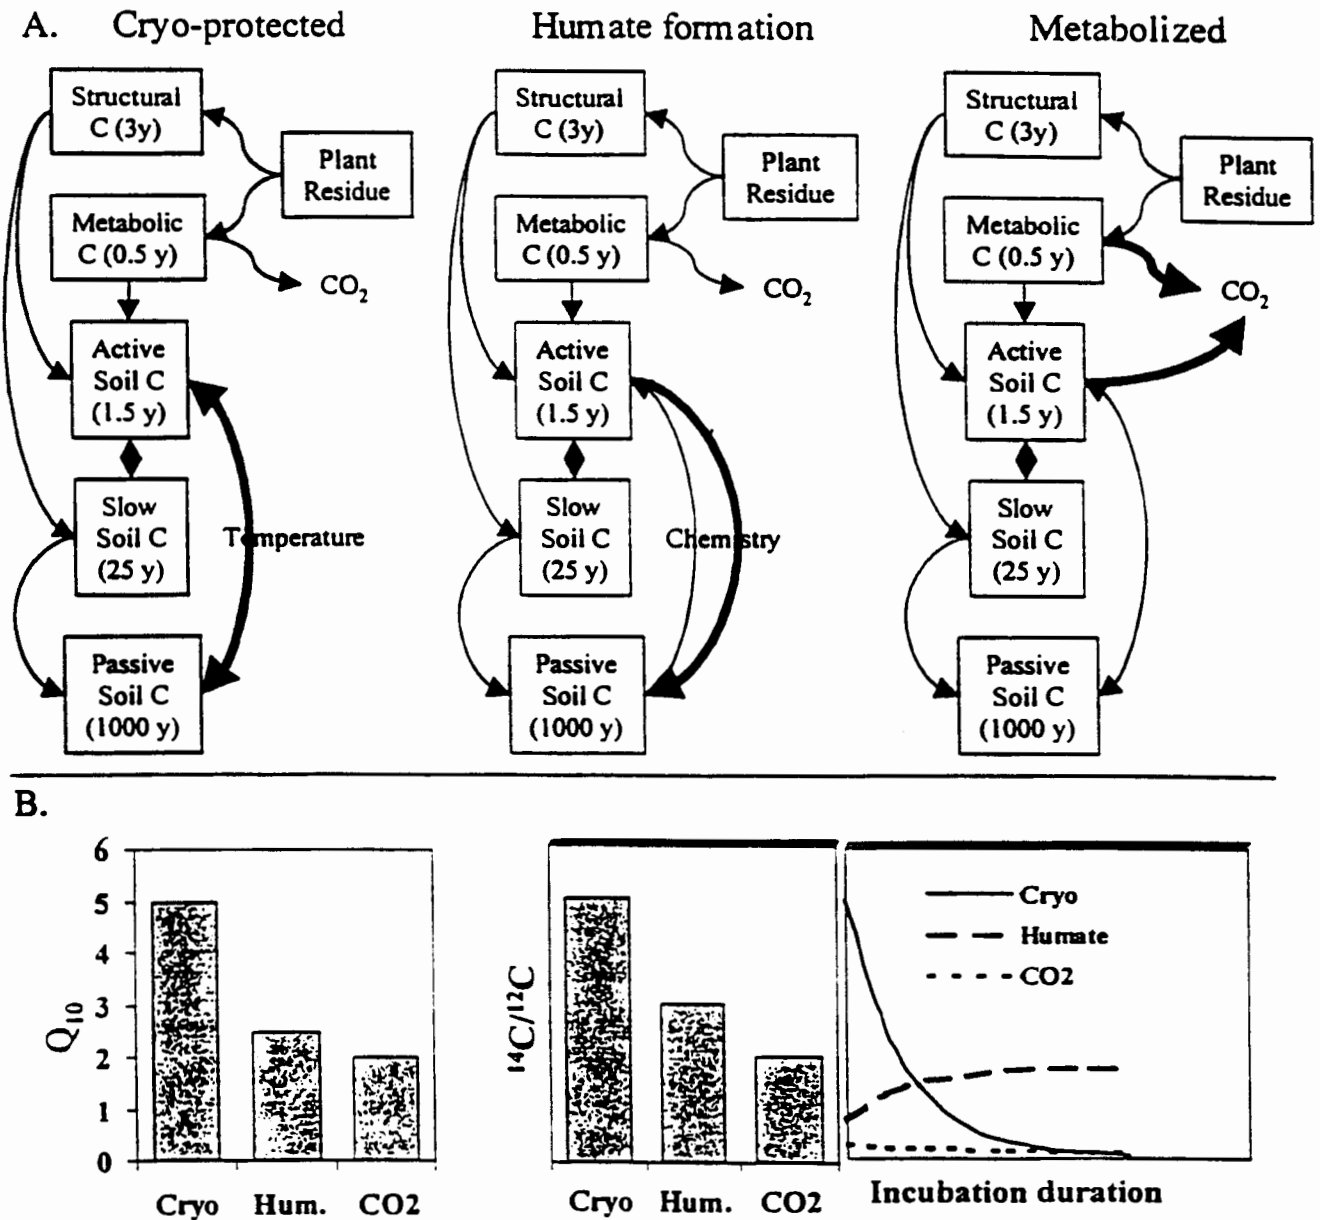 A. Cryo-protected Humate formation Metabolized
Structural
C (3y)
Plant
Residue
Metabolic
C (0.5 y)
CO₂
Active
Soil C
(1.5 y)
Slow
Soil C
(25 y)
Temperature
Passive
Soil C
(1000 y)
Structural
C (3y)
Plant
Residue
Metabolic
C (0.5 y)
CO₂
Active
Soil C
(1.5 y)
Slow
Soil C
(25 y)
Chemistry
Passive
Soil C
(1000 y)
Structural
C (3y)
Plant
Residue
Metabolic
C (0.5 y)
CO₂
Active
Soil C
(1.5 y)
Slow
Soil C
(25 y)
Passive
Soil C
(1000 y)
B.
6
5
4
3
2
1
0
Q₁₀
Cryo Hum. CO2
¹⁴C/¹²C
Cryo Hum. CO2
Cryo
Humate
CO2
Incubation duration